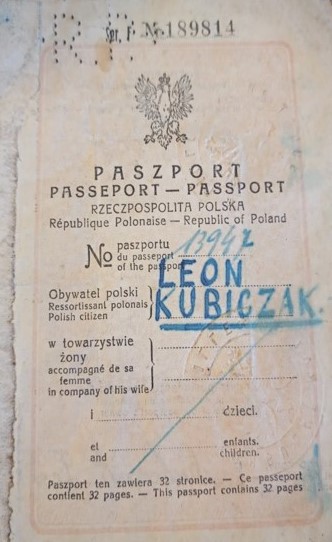 R.P.
Spr. P № 189814
PASZPORT
PASSEPORT — PASSPORT
RZECZPOSPOLITA POLSKA
République Polonaise — Republic of Poland
No paszportu
du passeport
of the passport
Obywatel polski
Ressortissant polonais
Polish citizen
LEON
KUBICZAK.
w towarzystwie
żony
accompagné de sa
femme
in company of his wife
i dzieci.
et enfants.
and children.
Paszport ten zawiera 32 stronice. — Ce passeport
contient 32 pages. — This passport contains 32 pages